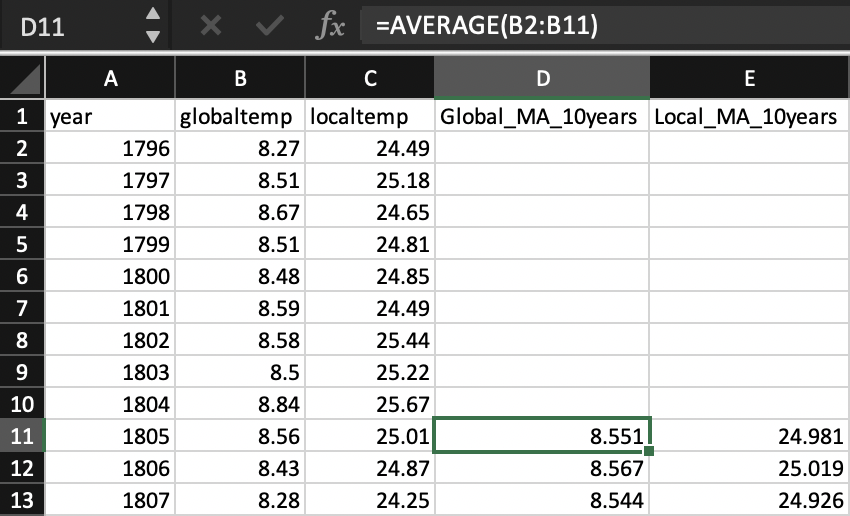 D11 fx =AVERAGE(B2:B11)
A B C D E
1 year globaltemp localtemp Global_MA_10years Local_MA_10years
2 1796 8.27 24.49
3 1797 8.51 25.18
4 1798 8.67 24.65
5 1799 8.51 24.81
6 1800 8.48 24.85
7 1801 8.59 24.49
8 1802 8.58 25.44
9 1803 8.5 25.22
10 1804 8.84 25.67
11 1805 8.56 25.01 8.551 24.981
12 1806 8.43 24.87 8.567 25.019
13 1807 8.28 24.25 8.544 24.926